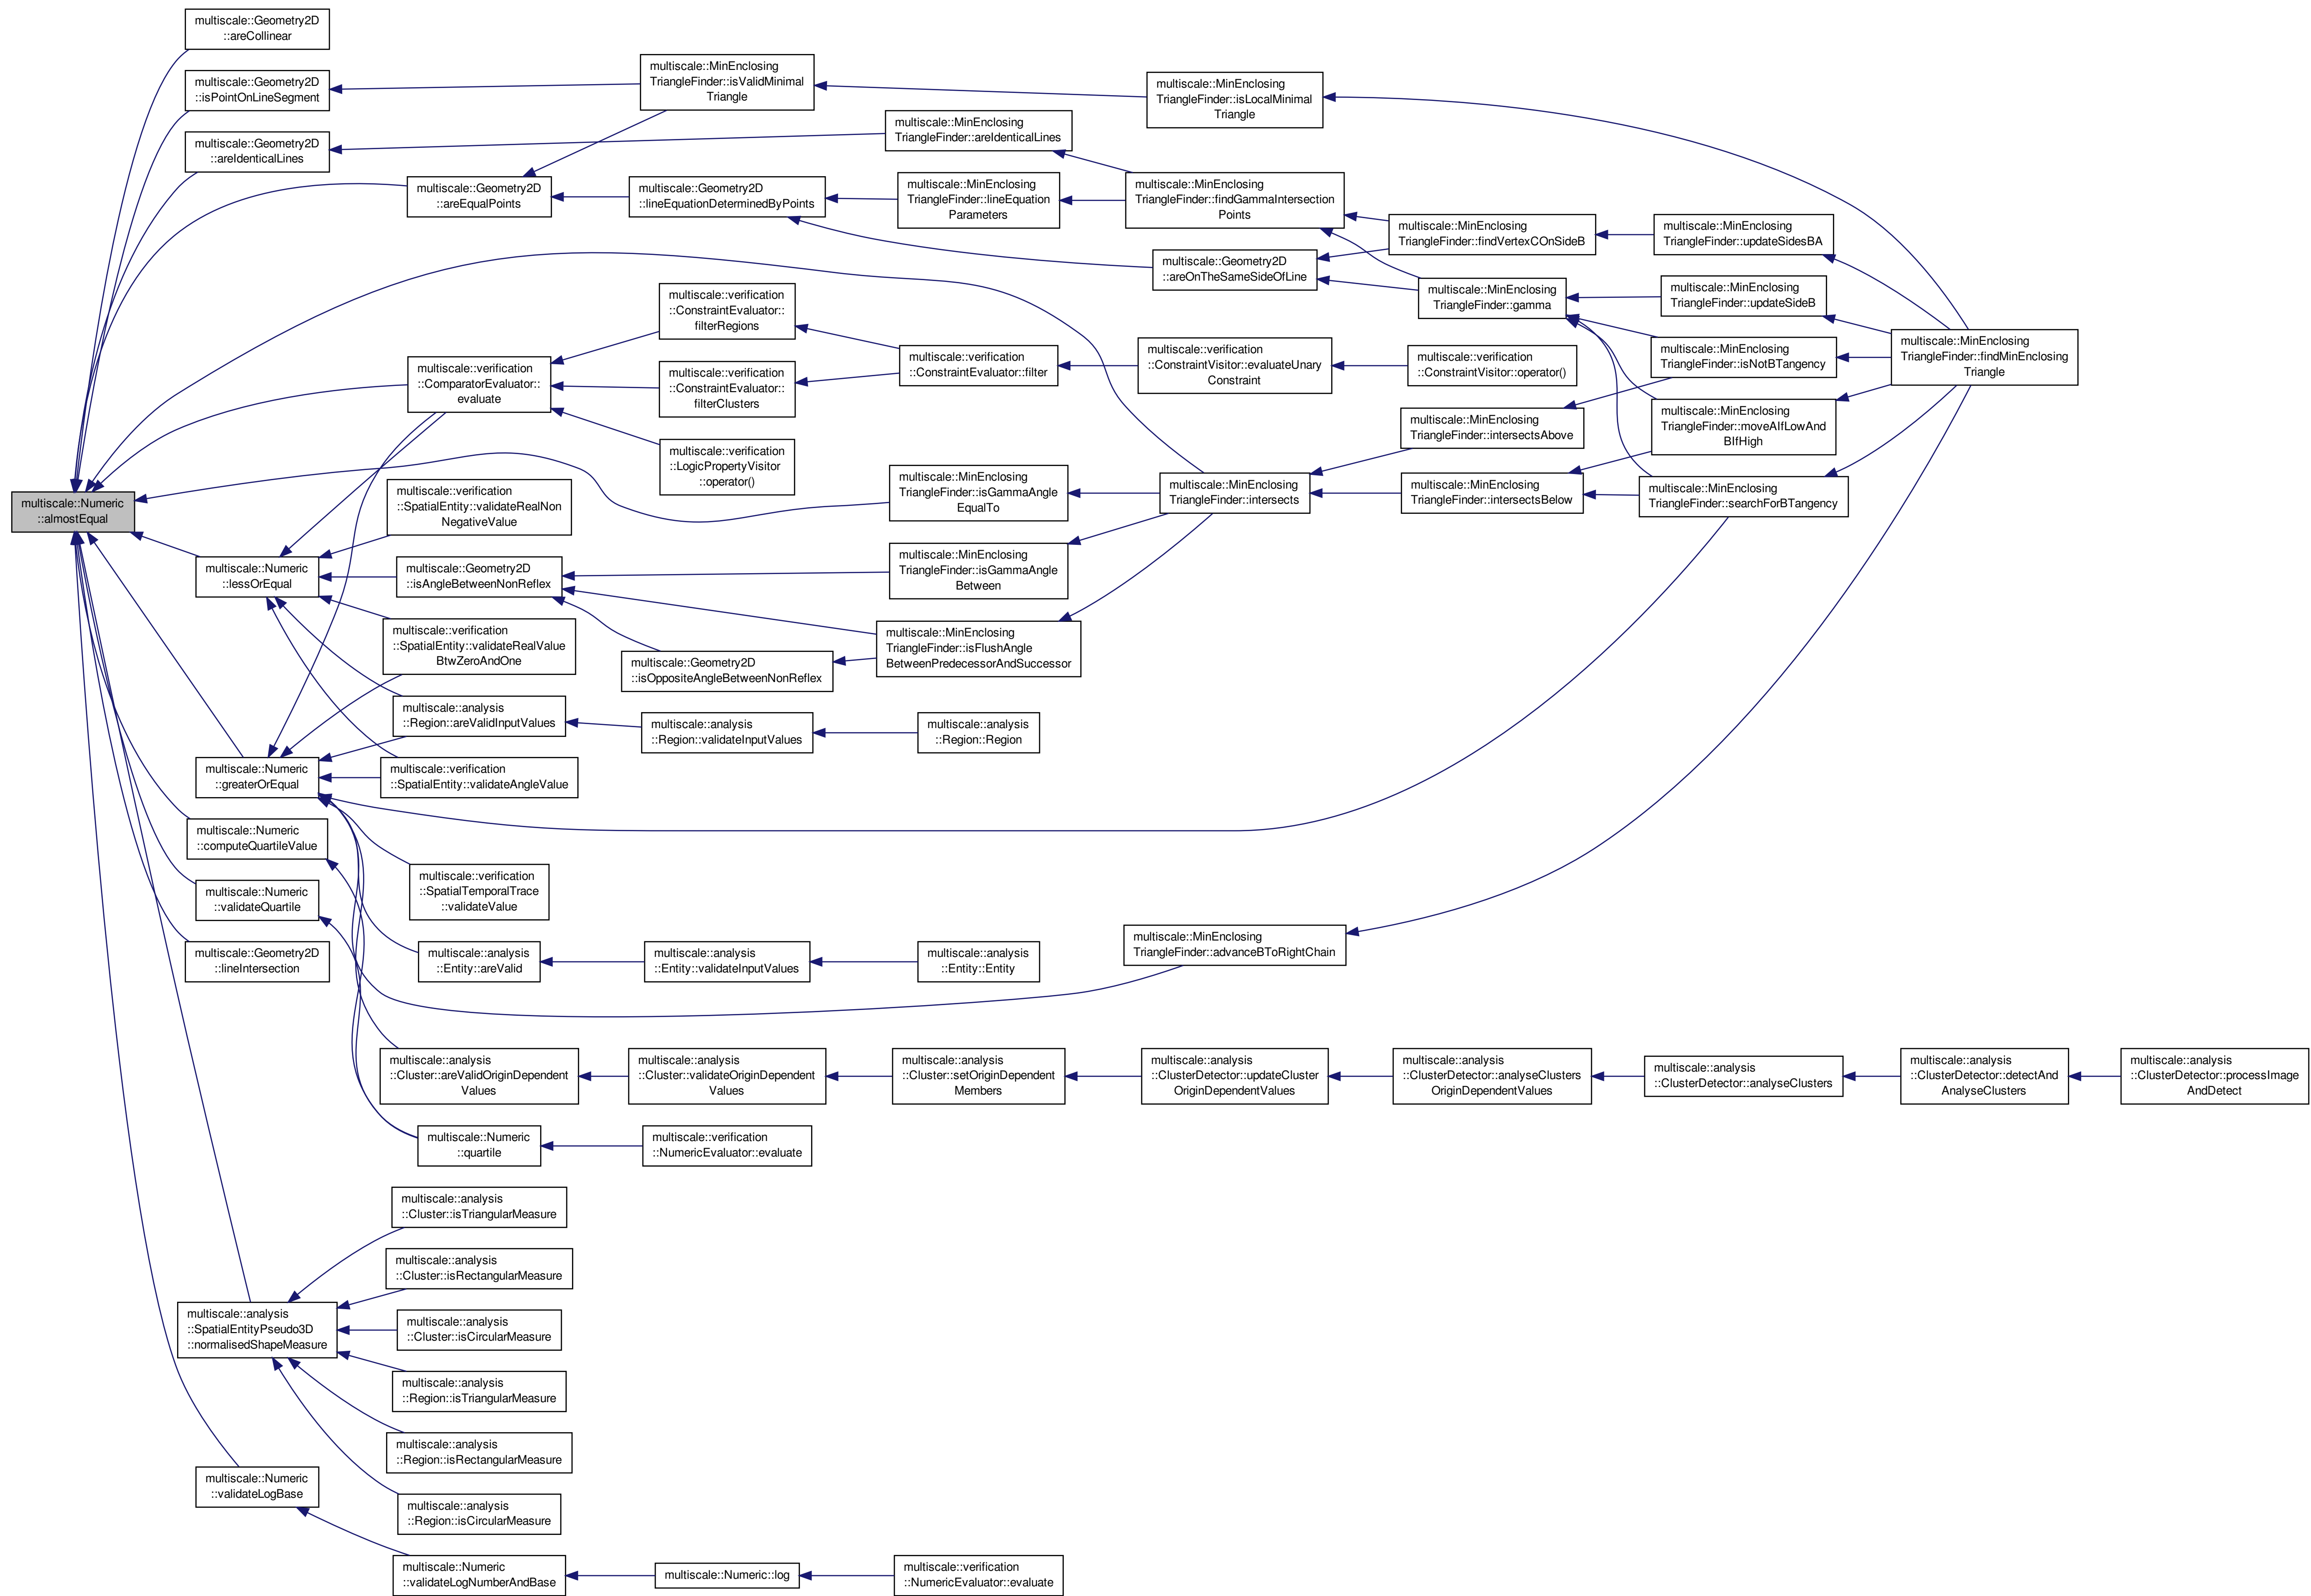 multiscale::Geometry2D
::areCollinear
multiscale::Geometry2D
::isPointOnLineSegment
multiscale::Geometry2D
::areIdenticalLines
multiscale::Geometry2D
::areEqualPoints
multiscale::MinEnclosing
TriangleFinder::isValidMinimal
Triangle
multiscale::MinEnclosing
TriangleFinder::isLocalMinimal
Triangle
multiscale::MinEnclosing
TriangleFinder::areIdenticalLines
multiscale::Geometry2D
::lineEquationDeterminedByPoints
multiscale::MinEnclosing
TriangleFinder::lineEquation
Parameters
multiscale::MinEnclosing
TriangleFinder::findGammaIntersection
Points
multiscale::Geometry2D
::areOnTheSameSideOfLine
multiscale::MinEnclosing
TriangleFinder::findVertexCOnSideB
multiscale::MinEnclosing
TriangleFinder::updateSidesBA
multiscale::MinEnclosing
TriangleFinder::gamma
multiscale::MinEnclosing
TriangleFinder::updateSideB
multiscale::MinEnclosing
TriangleFinder::isNotBTangency
multiscale::MinEnclosing
TriangleFinder::findMinEnclosing
Triangle
multiscale::MinEnclosing
TriangleFinder::moveAIfLowAnd
BIfHigh
multiscale::MinEnclosing
TriangleFinder::searchForBTangency
multiscale::verification
::ConstraintEvaluator::
filterRegions
multiscale::verification
::ComparatorEvaluator::
evaluate
multiscale::verification
::ConstraintEvaluator::
filterClusters
multiscale::verification
::ConstraintEvaluator::filter
multiscale::verification
::ConstraintVisitor::evaluateUnary
Constraint
multiscale::verification
::ConstraintVisitor::operator()
multiscale::verification
::LogicPropertyVisitor
::operator()
multiscale::MinEnclosing
TriangleFinder::intersectsAbove
multiscale::MinEnclosing
TriangleFinder::intersectsBelow
multiscale::MinEnclosing
TriangleFinder::isGammaAngle
EqualTo
multiscale::MinEnclosing
TriangleFinder::intersects
multiscale::Numeric
::almostEqual
multiscale::verification
::SpatialEntity::validateRealNon
NegativeValue
multiscale::Numeric
::lessOrEqual
multiscale::Geometry2D
::isAngleBetweenNonReflex
multiscale::MinEnclosing
TriangleFinder::isGammaAngle
Between
multiscale::verification
::SpatialEntity::validateRealValue
BtwZeroAndOne
multiscale::Geometry2D
::isOppositeAngleBetweenNonReflex
multiscale::MinEnclosing
TriangleFinder::isFlushAngle
BetweenPredecessorAndSuccessor
multiscale::analysis
::Region::areValidInputValues
multiscale::analysis
::Region::validateInputValues
multiscale::analysis
::Region::Region
multiscale::Numeric
::greaterOrEqual
multiscale::verification
::SpatialEntity::validateAngleValue
multiscale::Numeric
::computeQuartileValue
multiscale::Numeric
::validateQuartile
multiscale::verification
::SpatialTemporalTrace
::validateValue
multiscale::Geometry2D
::lineIntersection
multiscale::analysis
::Entity::areValid
multiscale::analysis
::Entity::validateInputValues
multiscale::analysis
::Entity::Entity
multiscale::MinEnclosing
TriangleFinder::advanceBToRightChain
multiscale::analysis
::Cluster::areValidOriginDependent
Values
multiscale::analysis
::Cluster::validateOriginDependent
Values
multiscale::analysis
::Cluster::setOriginDependent
Members
multiscale::analysis
::ClusterDetector::updateCluster
OriginDependentValues
multiscale::analysis
::ClusterDetector::analyseClusters
OriginDependentValues
multiscale::analysis
::ClusterDetector::analyseClusters
multiscale::analysis
::ClusterDetector::detectAnd
AnalyseClusters
multiscale::analysis
::ClusterDetector::processImage
AndDetect
multiscale::Numeric
::quartile
multiscale::verification
::NumericEvaluator::evaluate
multiscale::analysis
::Cluster::isTriangularMeasure
multiscale::analysis
::Cluster::isRectangularMeasure
multiscale::analysis
::SpatialEntityPseudo3D
::normalisedShapeMeasure
multiscale::analysis
::Cluster::isCircularMeasure
multiscale::analysis
::Region::isTriangularMeasure
multiscale::analysis
::Region::isRectangularMeasure
multiscale::Numeric
::validateLogBase
multiscale::analysis
::Region::isCircularMeasure
multiscale::Numeric
::validateLogNumberAndBase
multiscale::Numeric::log
multiscale::verification
::NumericEvaluator::evaluate